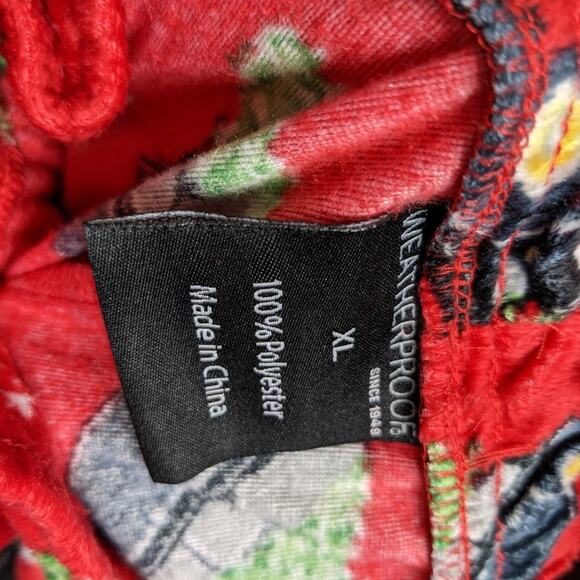 WEATHERPROOF
SINCE 1948
XL
100% Polyester
Made in China